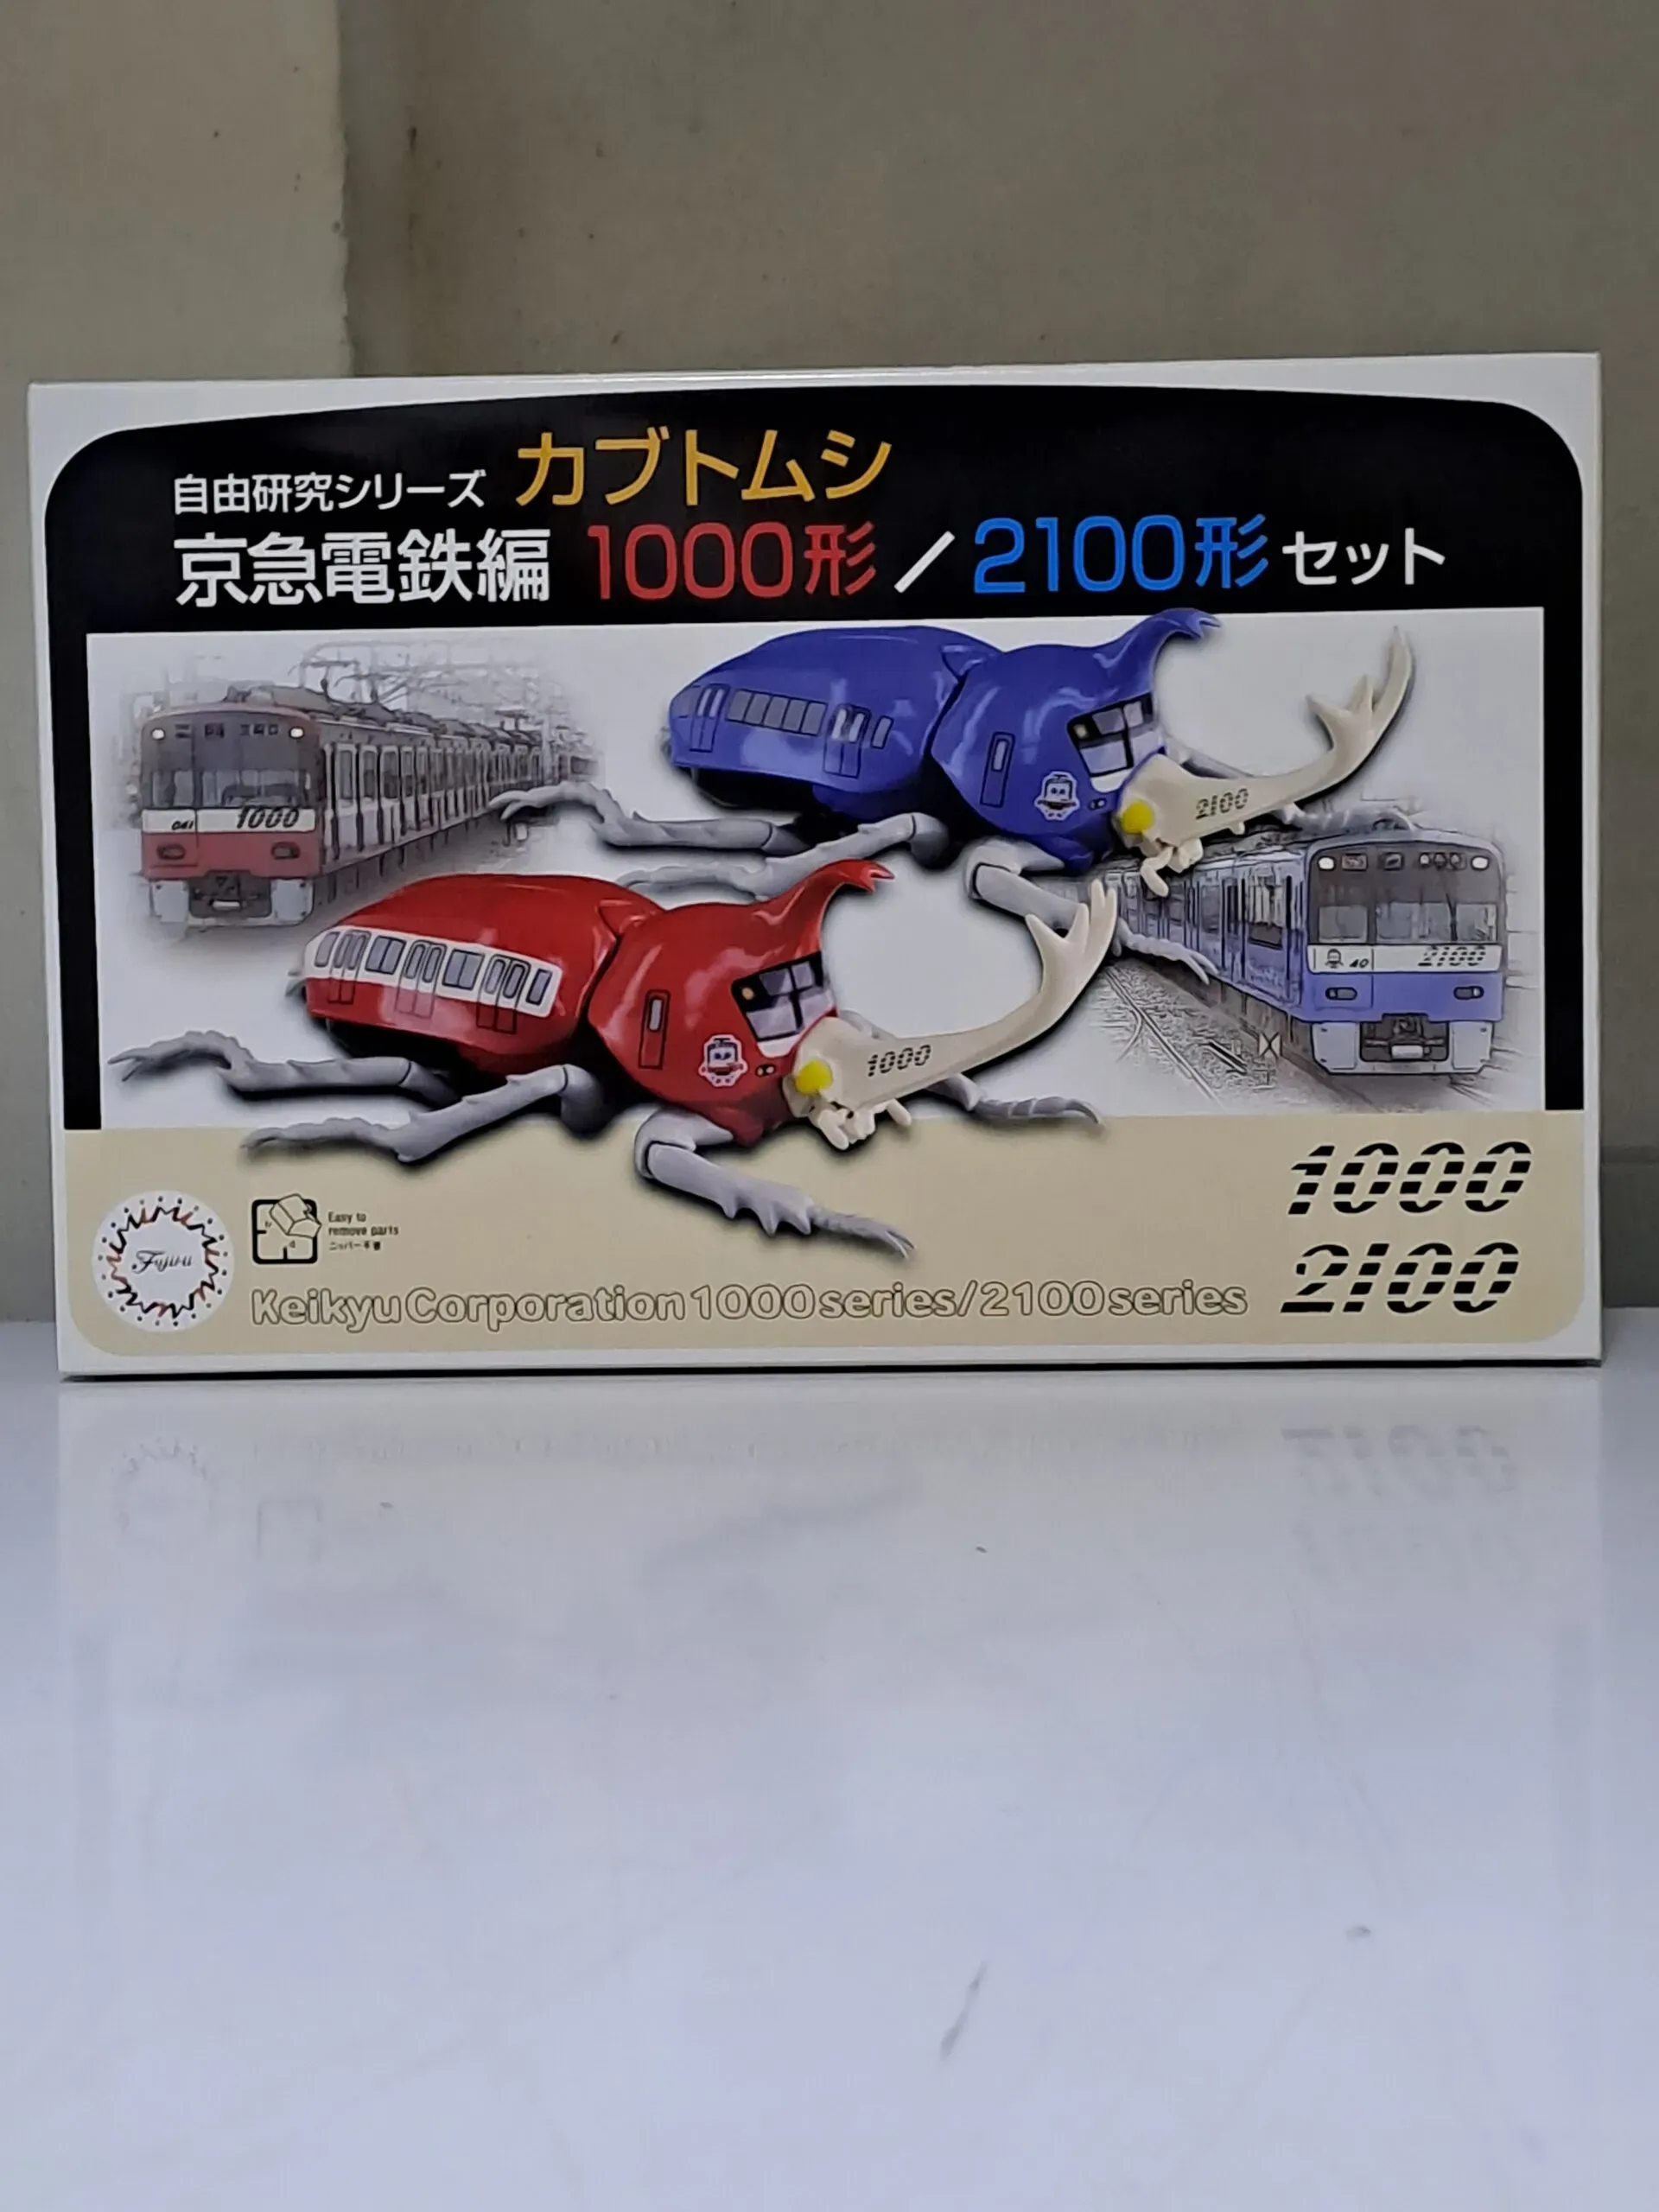 自由研究シリーズ カブトムシ
京急電鉄編 1000形/2100形セット
041 1000
2100
1000
40 2100
Easy to
remove parts
ニッパー不要
Fujimi
Keikyu Corporation 1000 series/2100 series
1000
2100